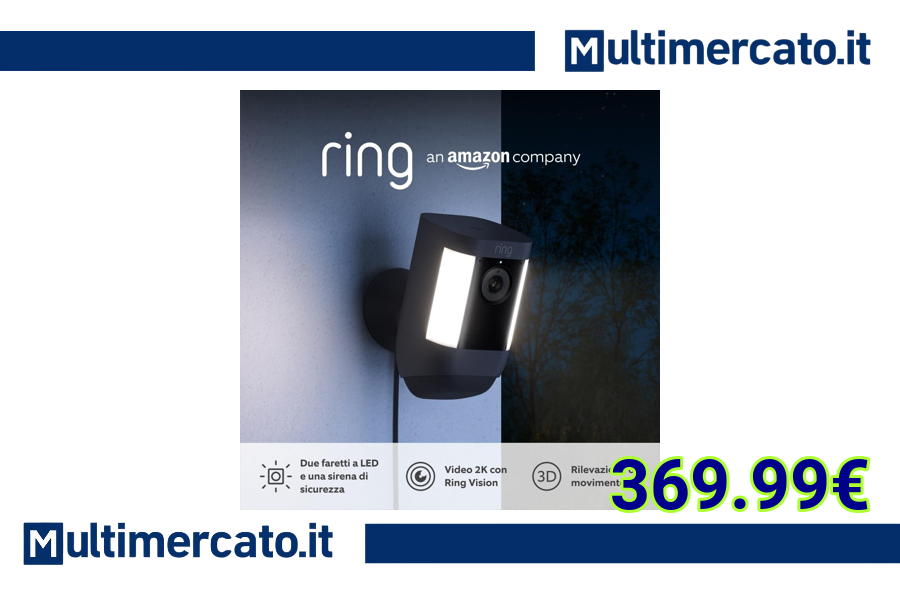 Multimercato.it
ring an amazon company
ring
Due faretti a LED
e una sirena di
sicurezza
Video 2K con
Ring Vision
3D
movimento
369.99€
Multimercato.it